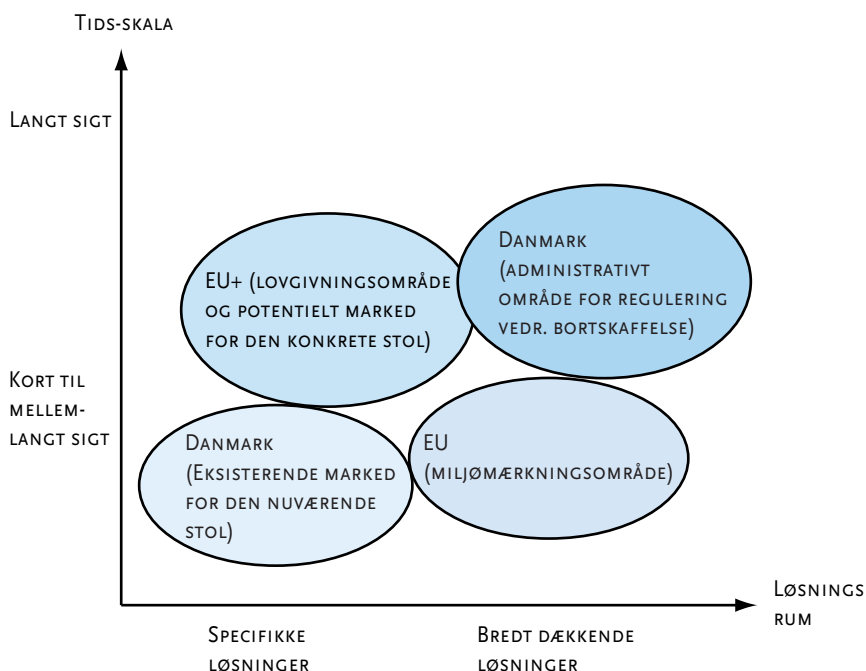 Tids-skala
Langt sigt
Danmark
(administrativt
område for regulering
vedr. bortskaffelse)
EU+ (lovgivningsområde
og potentielt marked
for den konkrete stol)
Kort til
mellem-
langt sigt
Danmark
(Eksisterende marked
for den nuværende
stol)
EU
(miljømærkningsområde)
Løsnings
rum
Specifikke
løsninger
Bredt dækkende
løsninger